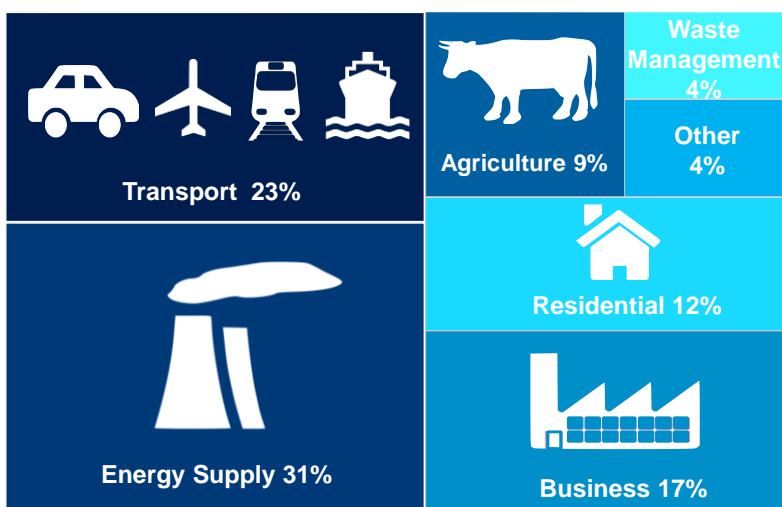 Transport 23%
Agriculture 9%
Waste
Management
4%
Other
4%
Energy Supply 31%
Residential 12%
Business 17%